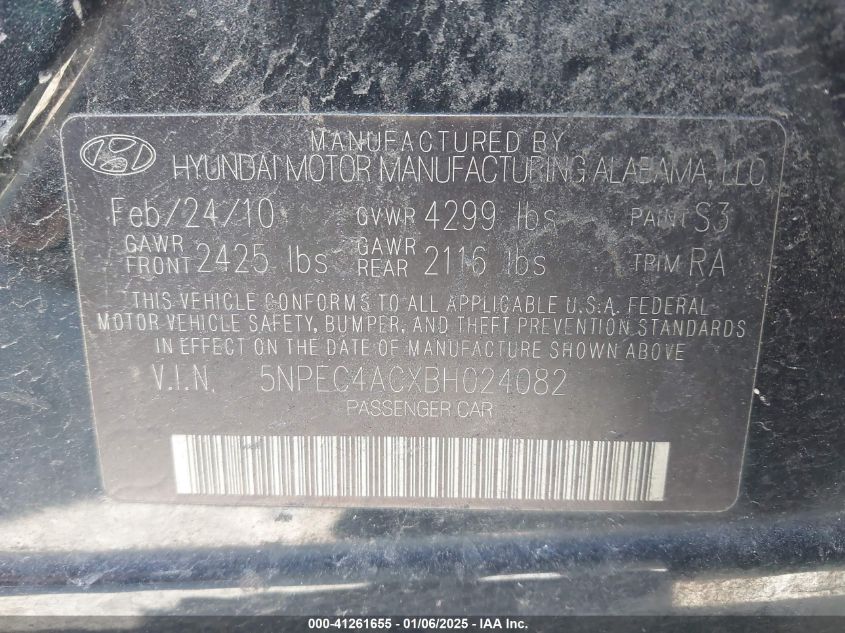 MANUFACTURED BY
HYUNDAI MOTOR MANUFACTURING ALABAMA, LLC
Feb/24/10 GVWR 4299 lbs PAINT S3
GAWR FRONT 2425 lbs GAWR REAR 2116 lbs TRIM RA
THIS VEHICLE CONFORMS TO ALL APPLICABLE U.S.A. FEDERAL
MOTOR VEHICLE SAFETY, BUMPER, AND THEFT PREVENTION STANDARDS
IN EFFECT ON THE DATE OF MANUFACTURE SHOWN ABOVE
V.I.N. 5NPEC4ACXBH024082
PASSENGER CAR
000-41261655 - 01/06/2025 - IAA Inc.